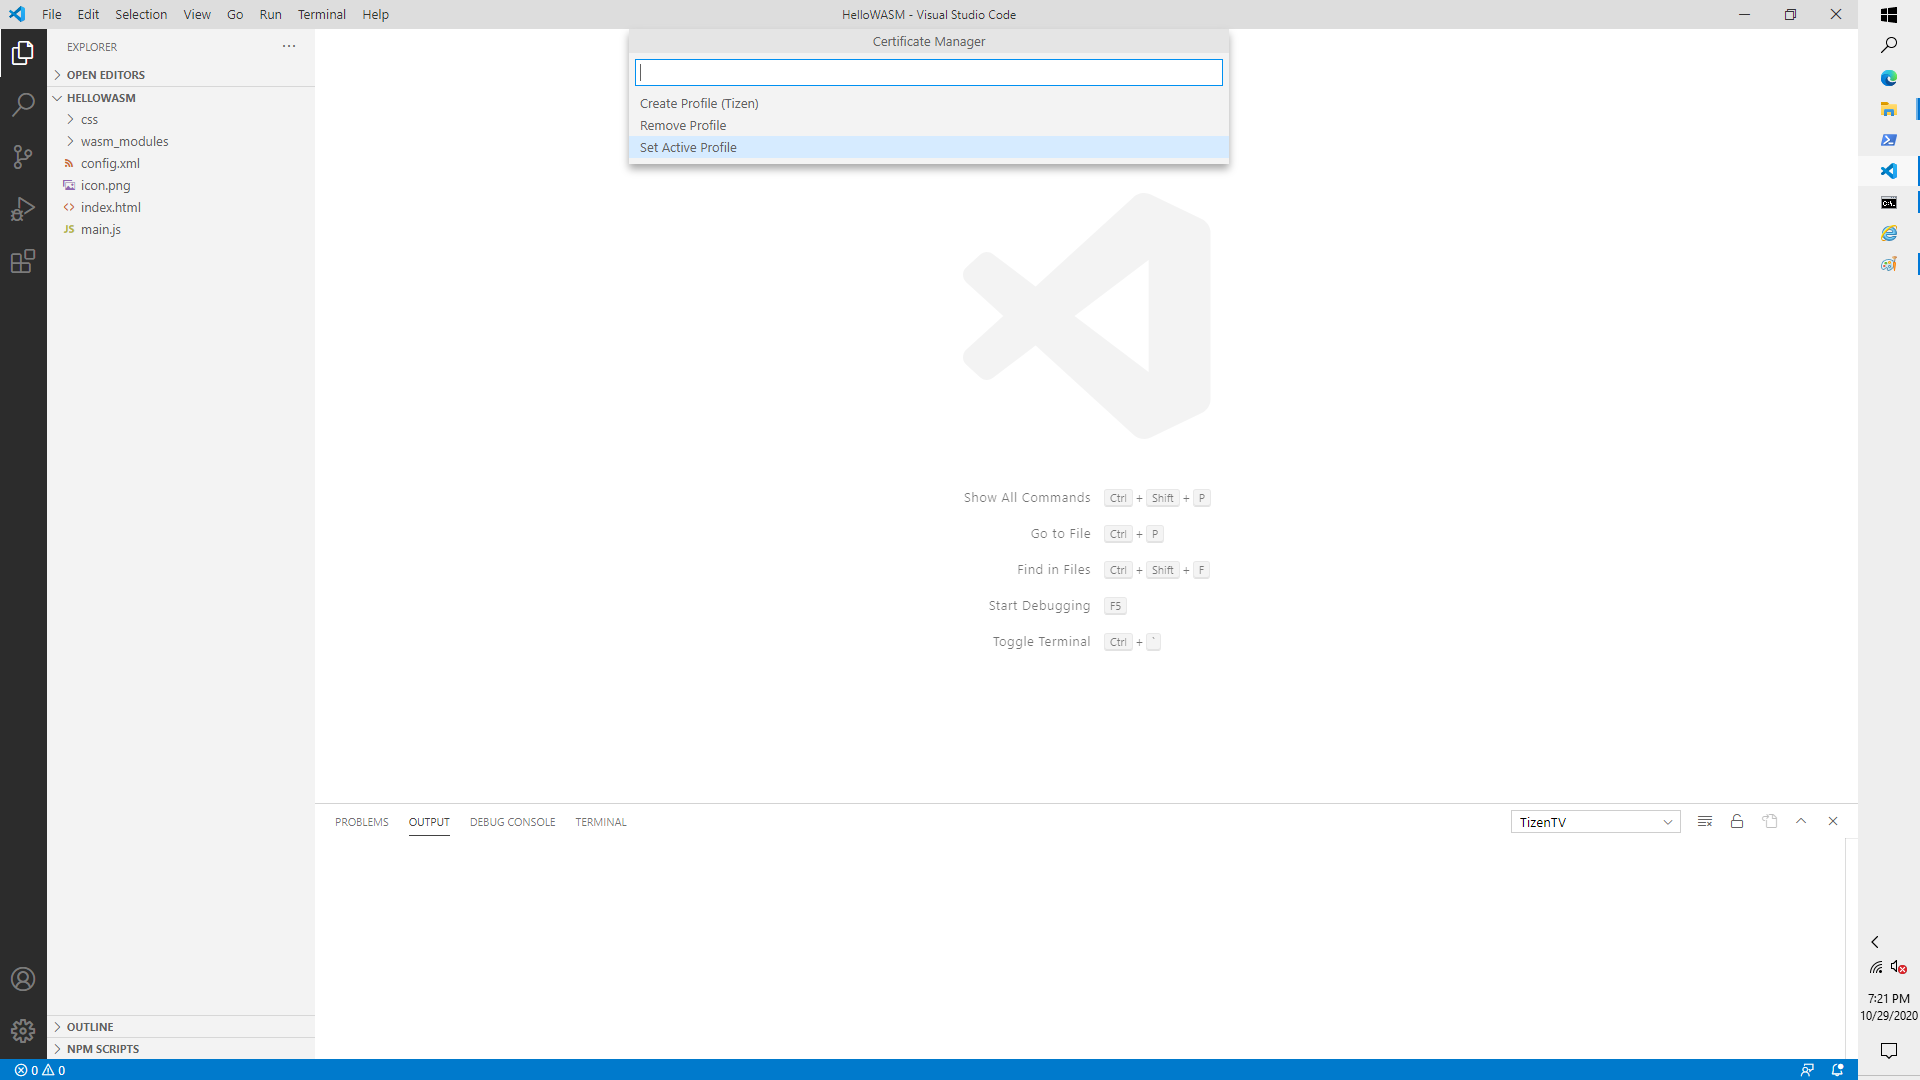 File Edit Selection View Go Run Terminal Help
HelloWASM - Visual Studio Code
EXPLORER
OPEN EDITORS
HELLOWASM
css
wasm_modules
config.xml
icon.png
index.html
JS main.js
OUTLINE
NPM SCRIPTS
Certificate Manager
Create Profile (Tizen)
Remove Profile
Set Active Profile
Show All Commands Ctrl + Shift + P
Go to File Ctrl + P
Find in Files Ctrl + Shift + F
Start Debugging F5
Toggle Terminal Ctrl + `
PROBLEMS OUTPUT DEBUG CONSOLE TERMINAL
TizenTV
0 0
7:21 PM
10/29/2020